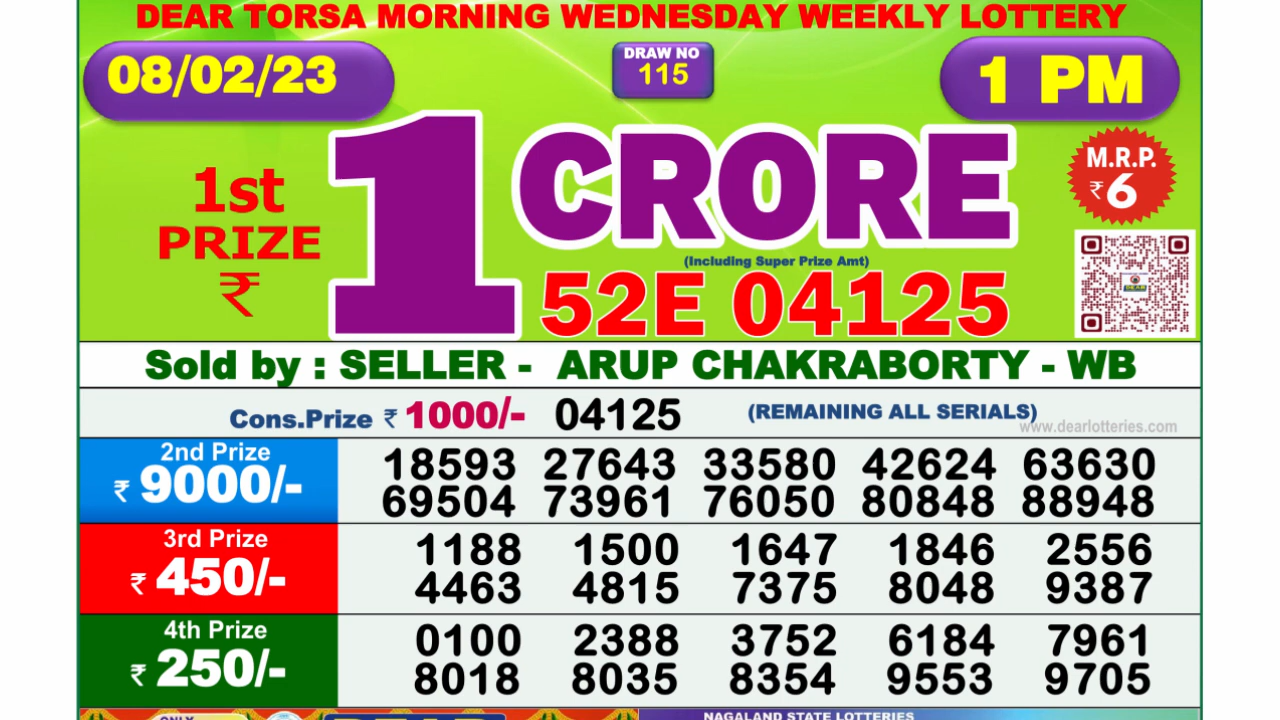 DEAR TORSA MORNING WEDNESDAY WEEKLY LOTTERY
08/02/23
DRAW NO
115
1 PM
1st
PRIZE
₹
1 CRORE
(Including Super Prize Amt)
52E 04125
M.R.P.
₹ 6
DEAR
Sold by : SELLER - ARUP CHAKRABORTY - WB
Cons.Prize ₹ 1000/- 04125 (REMAINING ALL SERIALS)
www.dearlotteries.com
2nd Prize
₹ 9000/-
18593 27643 33580 42624 63630
69504 73961 76050 80848 88948
3rd Prize
₹ 450/-
1188 1500 1647 1846 2556
4463 4815 7375 8048 9387
4th Prize
₹ 250/-
0100 2388 3752 6184 7961
8018 8035 8354 9553 9705
ONLY
DEAR
NAGALAND STATE LOTTERIES